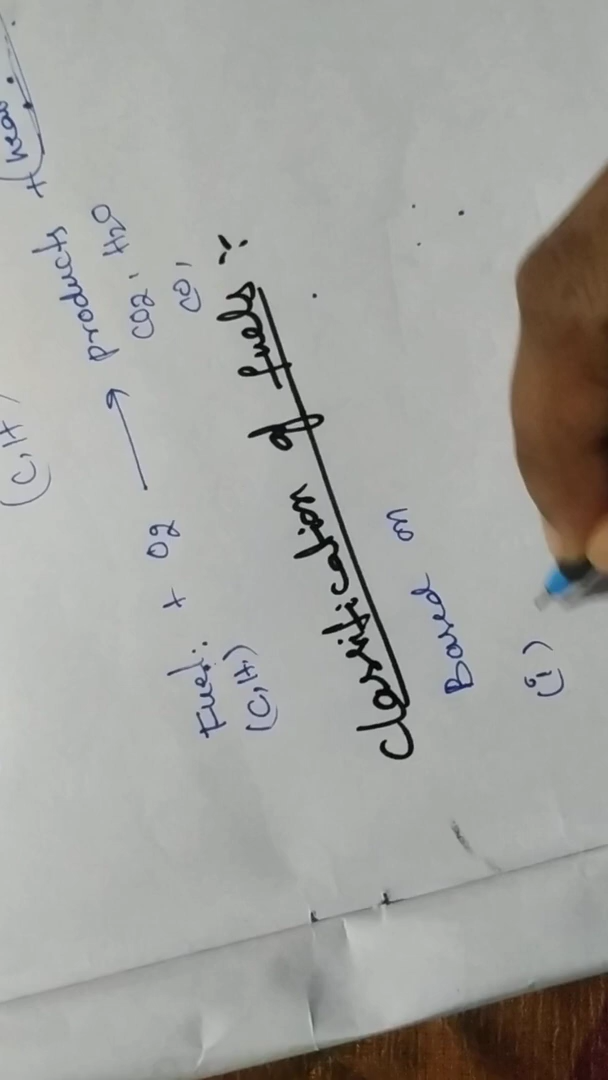 (C, H)
Fuel: + O2 → Products + heat.
(C, H) CO2, H2O
CO,
Classification of fuels :-
Based on
(i)